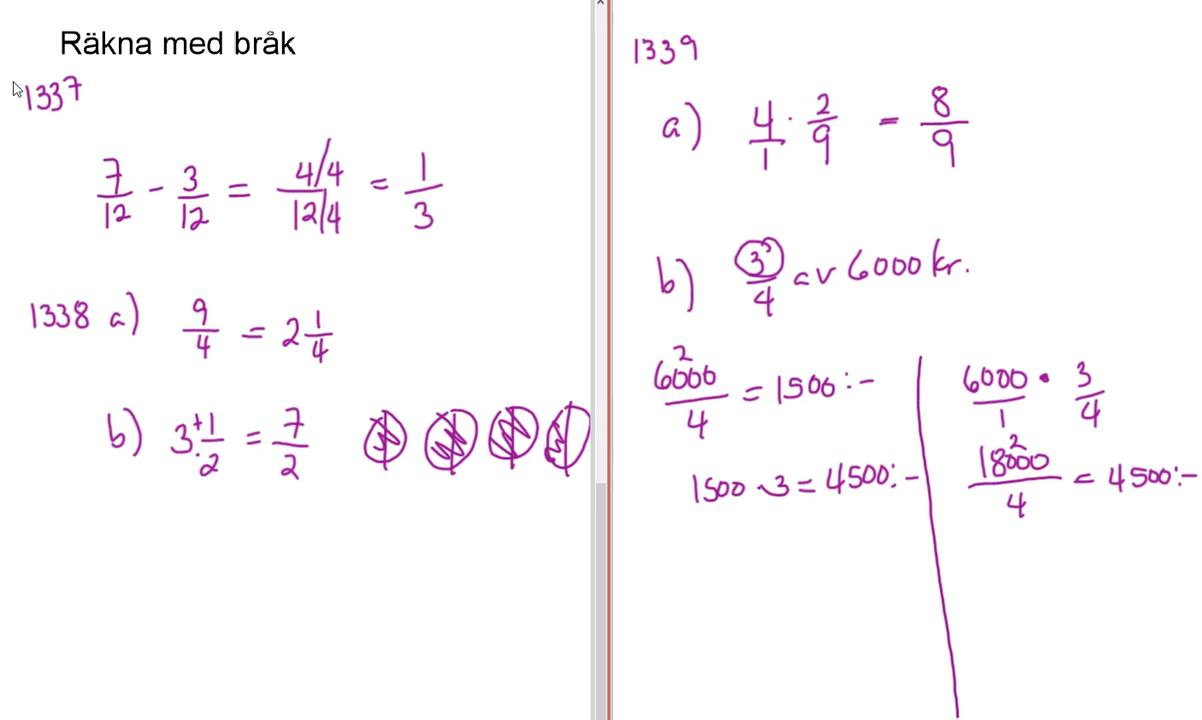 Räkna med bråk
1337
7/12 - 3/12 = 4/4 / 12/4 = 1/3
1338 a) 9/4 = 2 1/4
b) 3 + 1/2 = 7/2
1339
a) 4/1 · 2/9 = 8/9
b) 3/4 av 6000 kr.
6000/4 = 1500:-
2
1500 · 3 = 4500:-
6000/1 · 3/4
18000/4 = 4500:-
2